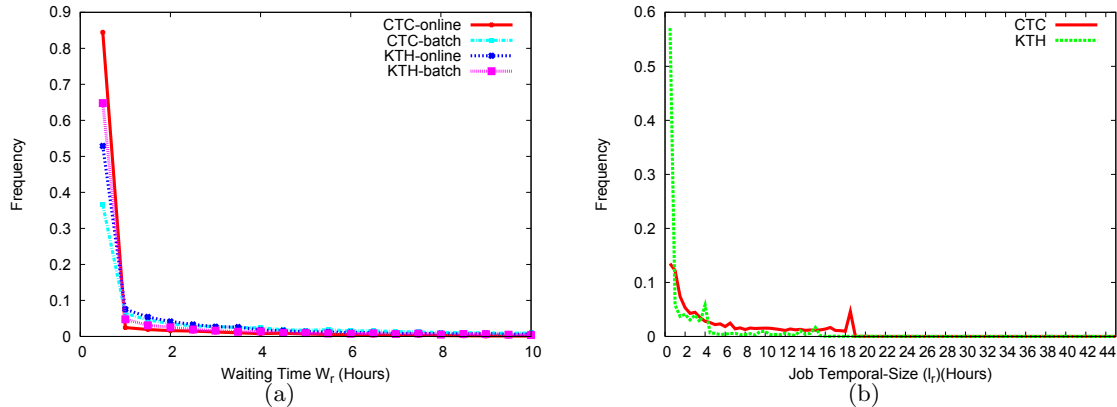 0.9
0.8
0.7
0.6
0.5
0.4
0.3
0.2
0.1
0
Frequency
CTC-online
CTC-batch
KTH-online
KTH-batch
0 2 4 6 8 10
Waiting Time Wr (Hours)
(a)
0.6
0.5
0.4
0.3
0.2
0.1
0
Frequency
CTC
KTH
0 2 4 6 8 10 12 14 16 18 20 22 24 26 28 30 32 34 36 38 40 42 44
Job Temporal-Size (lr)(Hours)
(b)